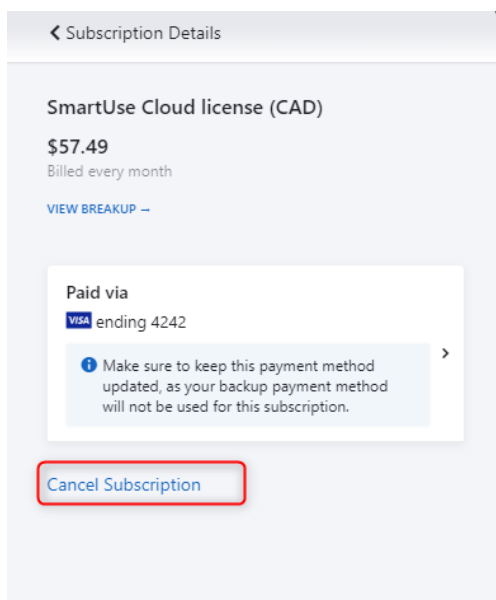 Subscription Details
SmartUse Cloud license (CAD)
$57.49
Billed every month
VIEW BREAKUP →
Paid via
VISA ending 4242
Make sure to keep this payment method
updated, as your backup payment method
will not be used for this subscription.
Cancel Subscription